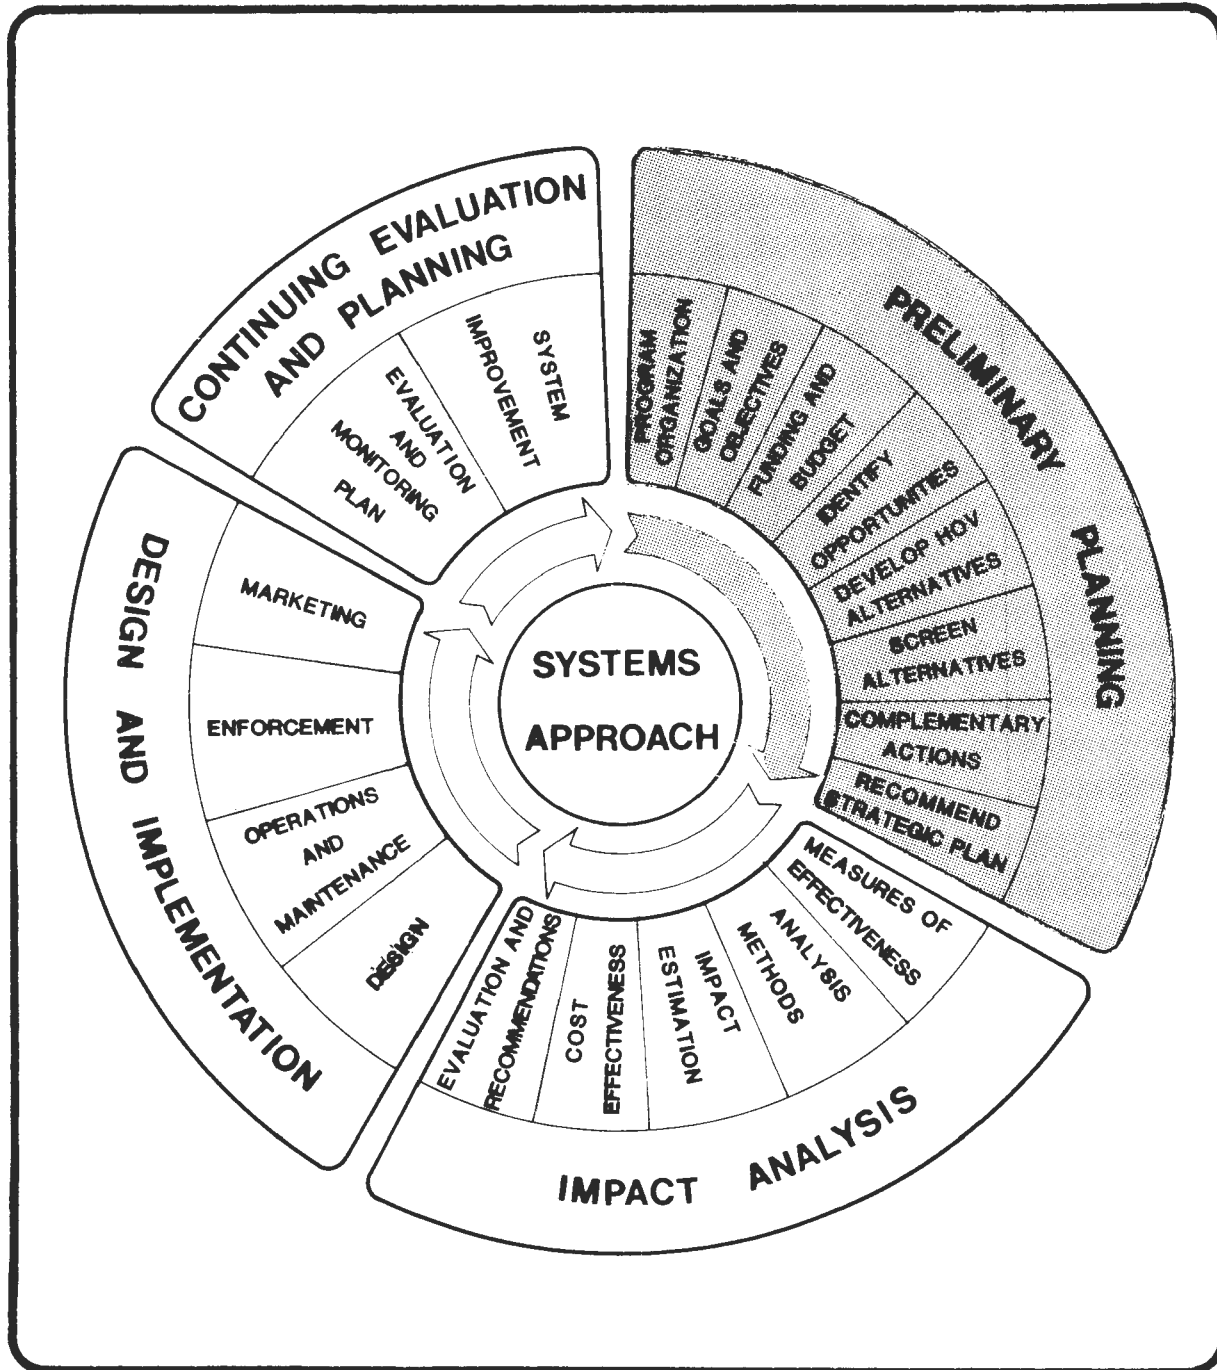 SYSTEMS
APPROACH
PRELIMINARY PLANNING
PROGRAM
ORGANIZATION
GOALS AND
OBJECTIVES
FUNDING AND
BUDGET
IDENTIFY
OPPORTUNITIES
DEVELOP HOV
ALTERNATIVES
SCREEN
ALTERNATIVES
COMPLEMENTARY
ACTIONS
RECOMMEND
STRATEGIC PLAN
IMPACT ANALYSIS
MEASURES OF
EFFECTIVENESS
ANALYSIS
METHODS
IMPACT
ESTIMATION
COST
EFFECTIVENESS
EVALUATION AND
RECOMMENDATIONS
DESIGN AND IMPLEMENTATION
DESIGN
OPERATIONS
AND
MAINTENANCE
ENFORCEMENT
MARKETING
CONTINUING EVALUATION
AND PLANNING
EVALUATION
AND
MONITORING
PLAN
SYSTEM
IMPROVEMENT